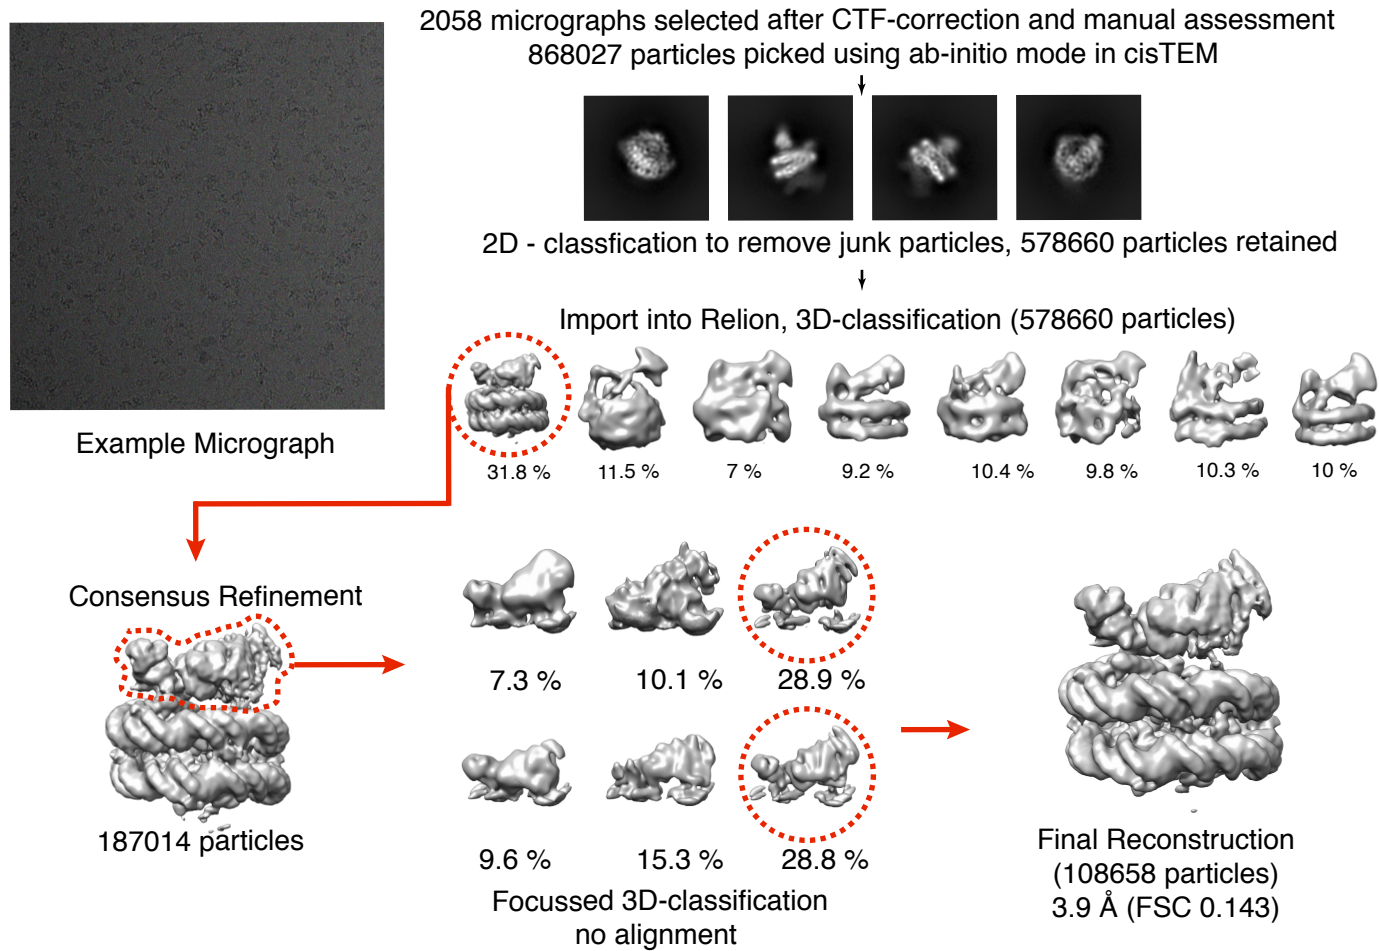 2058 micrographs selected after CTF-correction and manual assessment
868027 particles picked using ab-initio mode in cisTEM
2D - classfication to remove junk particles, 578660 particles retained
Import into Relion, 3D-classification (578660 particles)
Example Micrograph
31.8 %
11.5 %
7 %
9.2 %
10.4 %
9.8 %
10.3 %
10 %
Consensus Refinement
187014 particles
7.3 %
10.1 %
28.9 %
9.6 %
15.3 %
28.8 %
Focussed 3D-classification
no alignment
Final Reconstruction
(108658 particles)
3.9 Å (FSC 0.143)